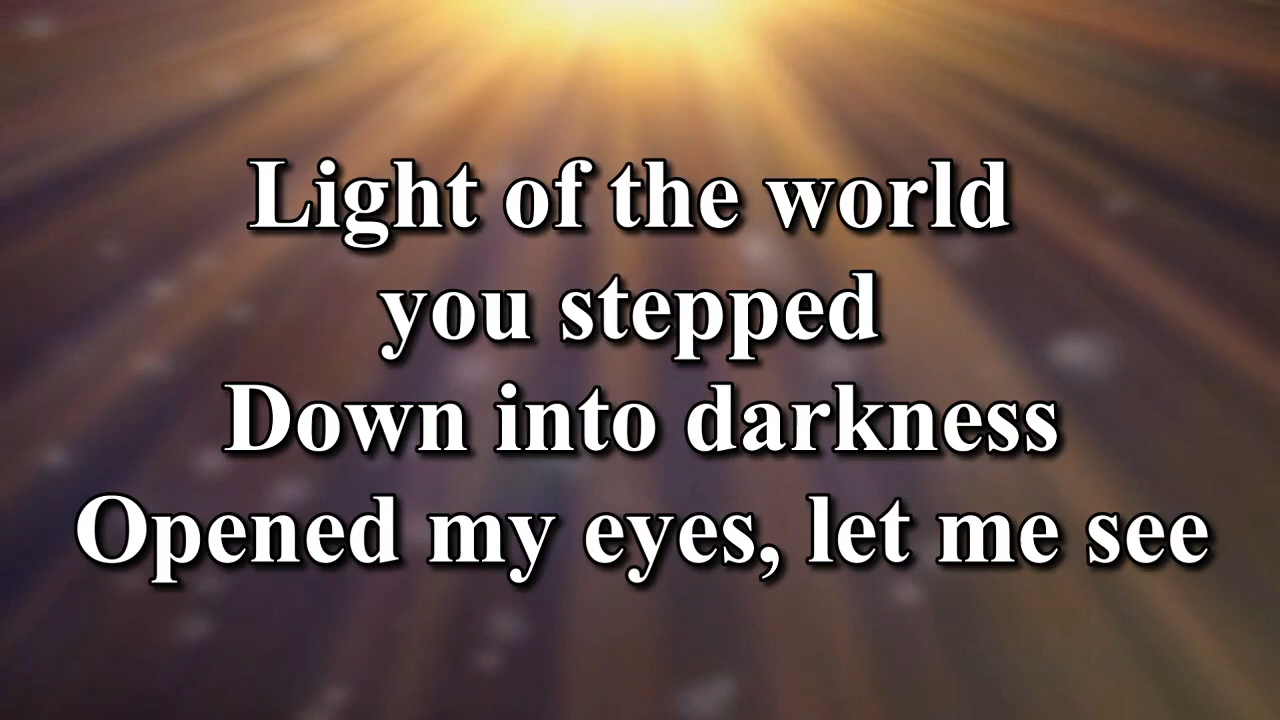 Light of the world
you stepped
Down into darkness
Opened my eyes, let me see